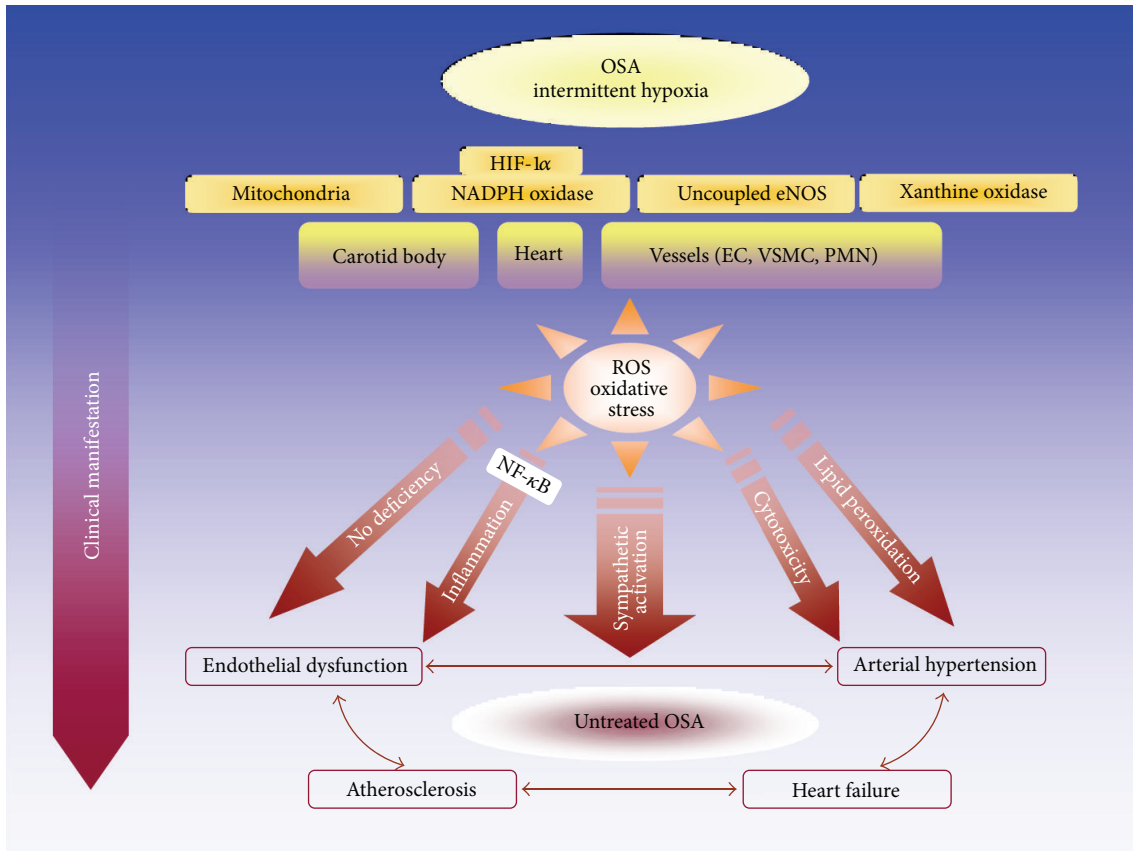 OSA
intermittent hypoxia
HIF-1α
Mitochondria
NADPH oxidase
Uncoupled eNOS
Xanthine oxidase
Carotid body
Heart
Vessels (EC, VSMC, PMN)
ROS
oxidative
stress
Clinical manifestation
No deficiency
NF-κB
Inflammation
Sympathetic
activation
Cytotoxicity
Lipid peroxidation
Endothelial dysfunction
Arterial hypertension
Untreated OSA
Atherosclerosis
Heart failure